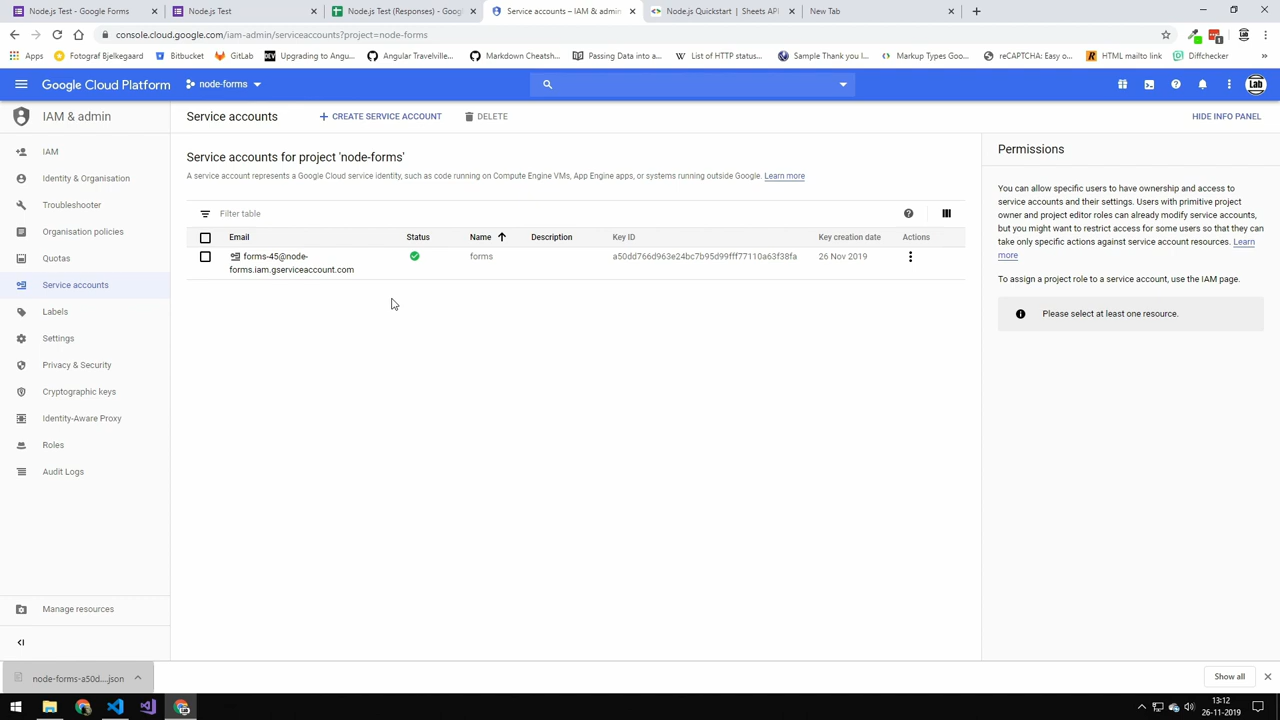 Node.js Test - Google Forms
Node.js Test
Node.js Test (Responses) - Goog
Service accounts – IAM & admin
Node.js Quickstart | Sheets API
New Tab
console.cloud.google.com/iam-admin/serviceaccounts?project=node-forms
Apps
Fotograf Bjelkegaard
Bitbucket
GitLab
Upgrading to Angu...
Angular Travelville...
Markdown Cheatsh...
Passing Data into a...
List of HTTP status...
Sample Thank you l...
Markup Types Goo...
reCAPTCHA: Easy o...
HTML mailto link
Diffchecker
Google Cloud Platform
node-forms
Lab
IAM & admin
Service accounts
CREATE SERVICE ACCOUNT
DELETE
HIDE INFO PANEL
IAM
Identity & Organisation
Troubleshooter
Organisation policies
Quotas
Service accounts
Labels
Settings
Privacy & Security
Cryptographic keys
Identity-Aware Proxy
Roles
Audit Logs
Manage resources
Service accounts for project 'node-forms'
A service account represents a Google Cloud service identity, such as code running on Compute Engine VMs, App Engine apps, or systems running outside Google. Learn more
Filter table
Email Status Name Description Key ID Key creation date Actions
forms-45@node- forms a50dd766d963e24bc7b95d99fff77110a63f38fa 26 Nov 2019
forms.iam.gserviceaccount.com
Permissions
You can allow specific users to have ownership and access to
service accounts and their settings. Users with primitive project
owner and project editor roles can already modify service accounts,
but you might want to restrict access for some users so that they can
take only specific actions against service account resources. Learn
more
To assign a project role to a service account, use the IAM page.
Please select at least one resource.
node-forms-a50d....json
Show all
13:12
26-11-2019